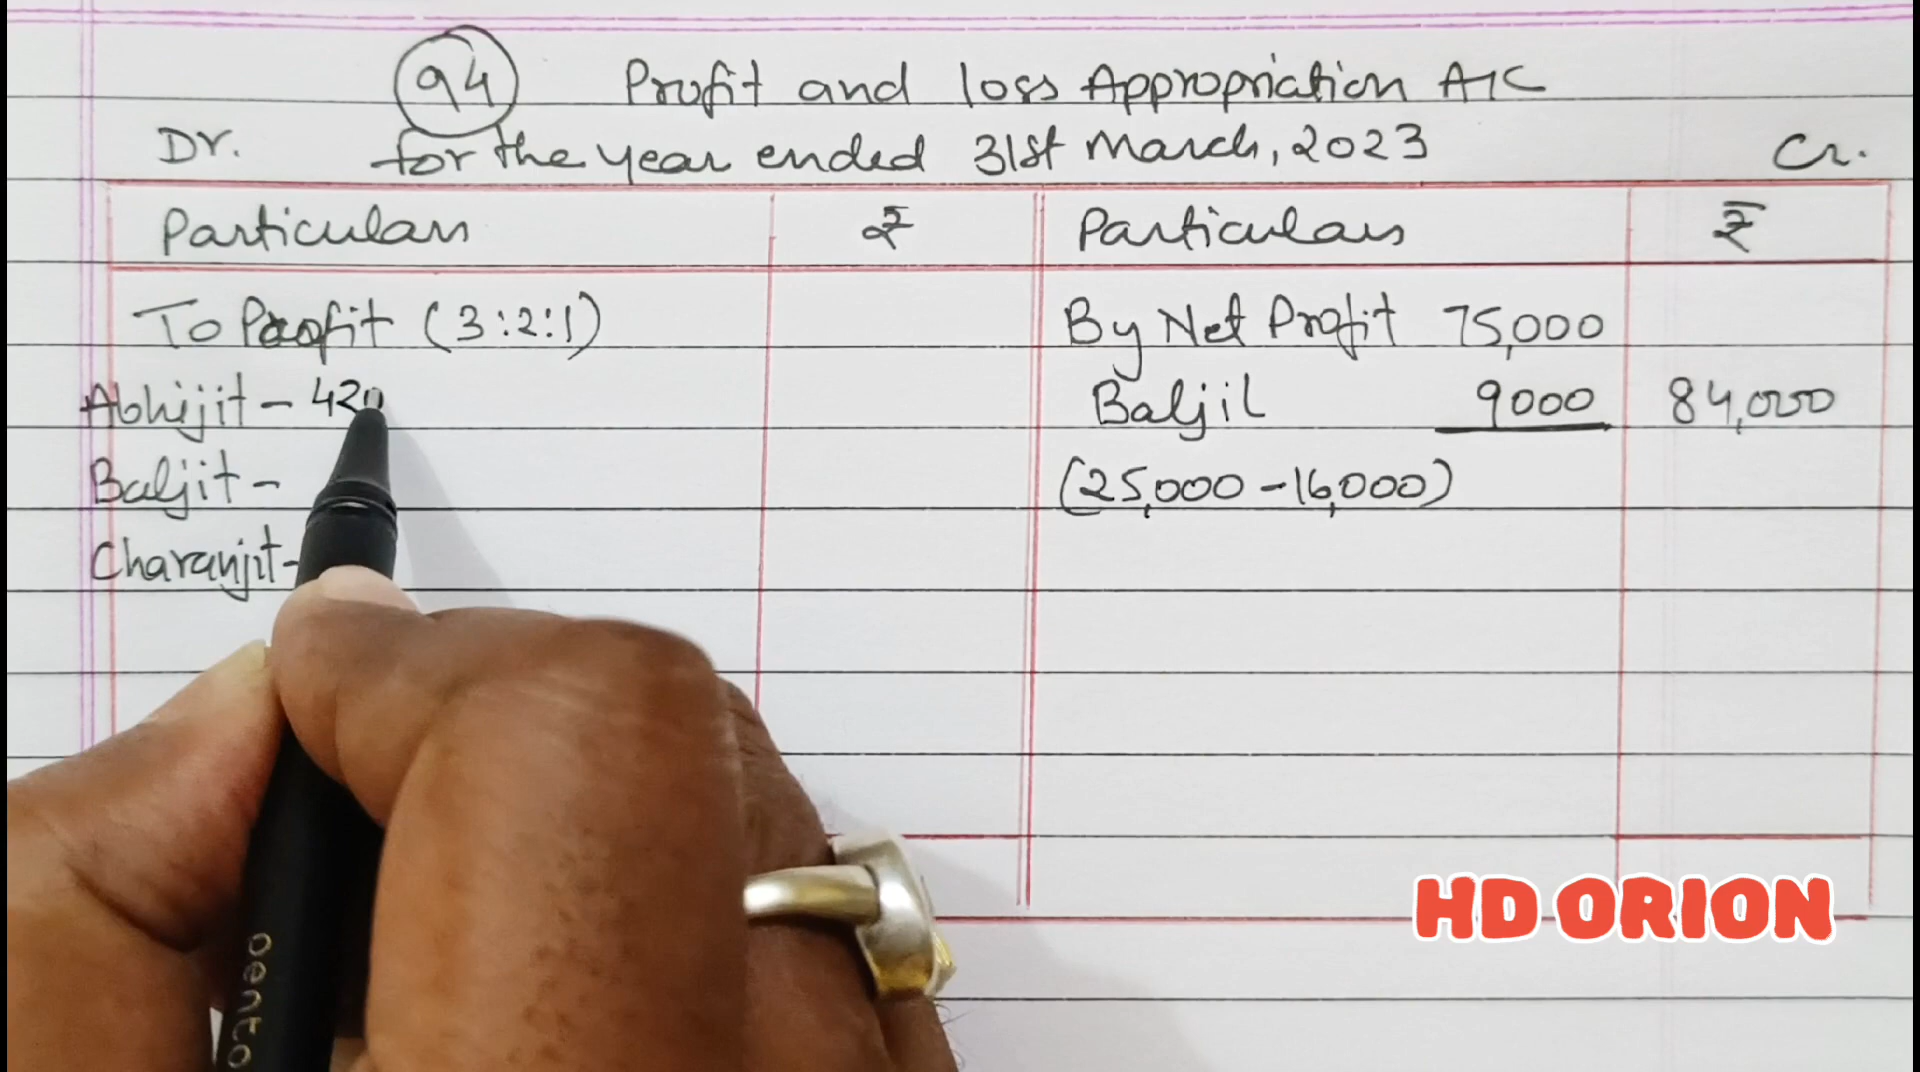 94 Profit and loss Appropriation A/C
Dr. for the year ended 31st March, 2023 Cr.
Particulars ₹ Particulars ₹
To Profit (3:2:1) By Net Profit 75,000
Abhijit - 420 Baljit 9000 84,000
Baljit - (25,000 - 16,000)
Charanjit -
HD ORION
oento